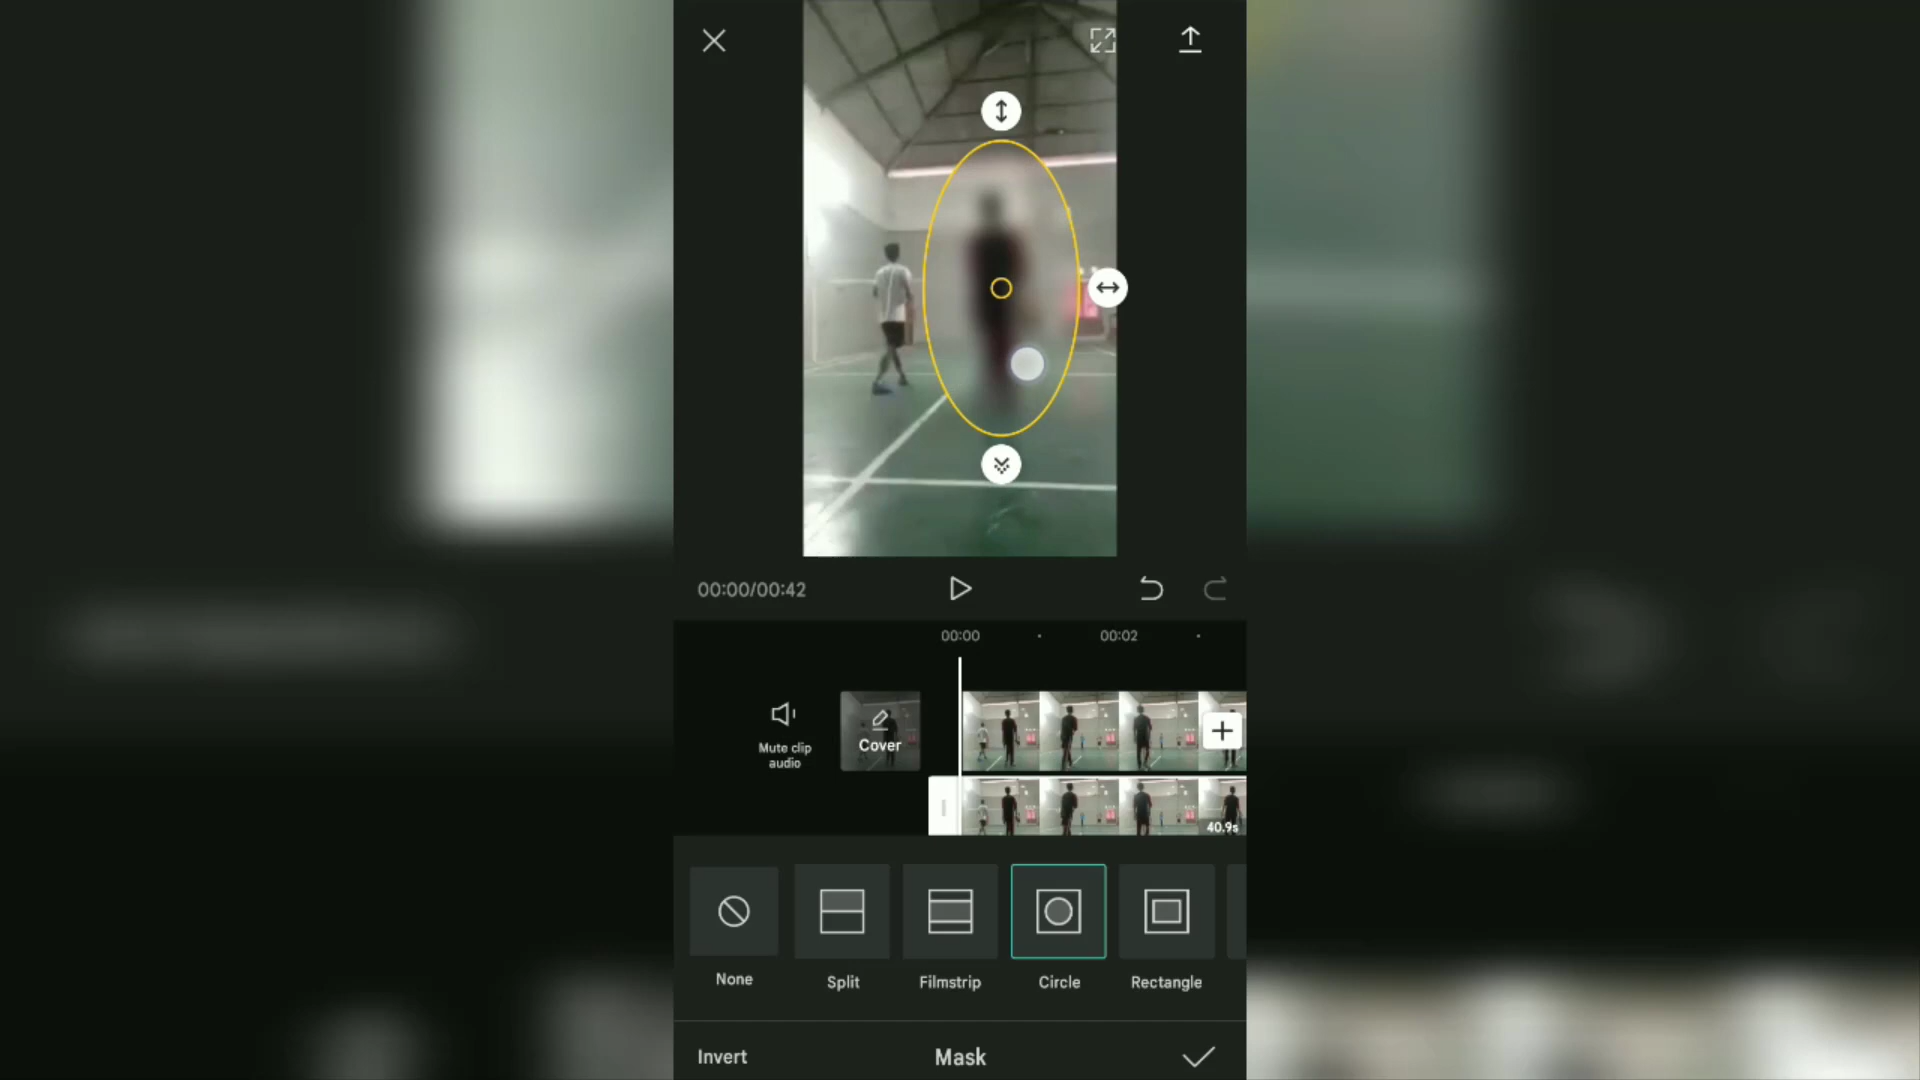 00:00/00:42
00:00
00:02
Mute clip
audio
Cover
40.9s
None
Split
Filmstrip
Circle
Rectangle
Invert
Mask